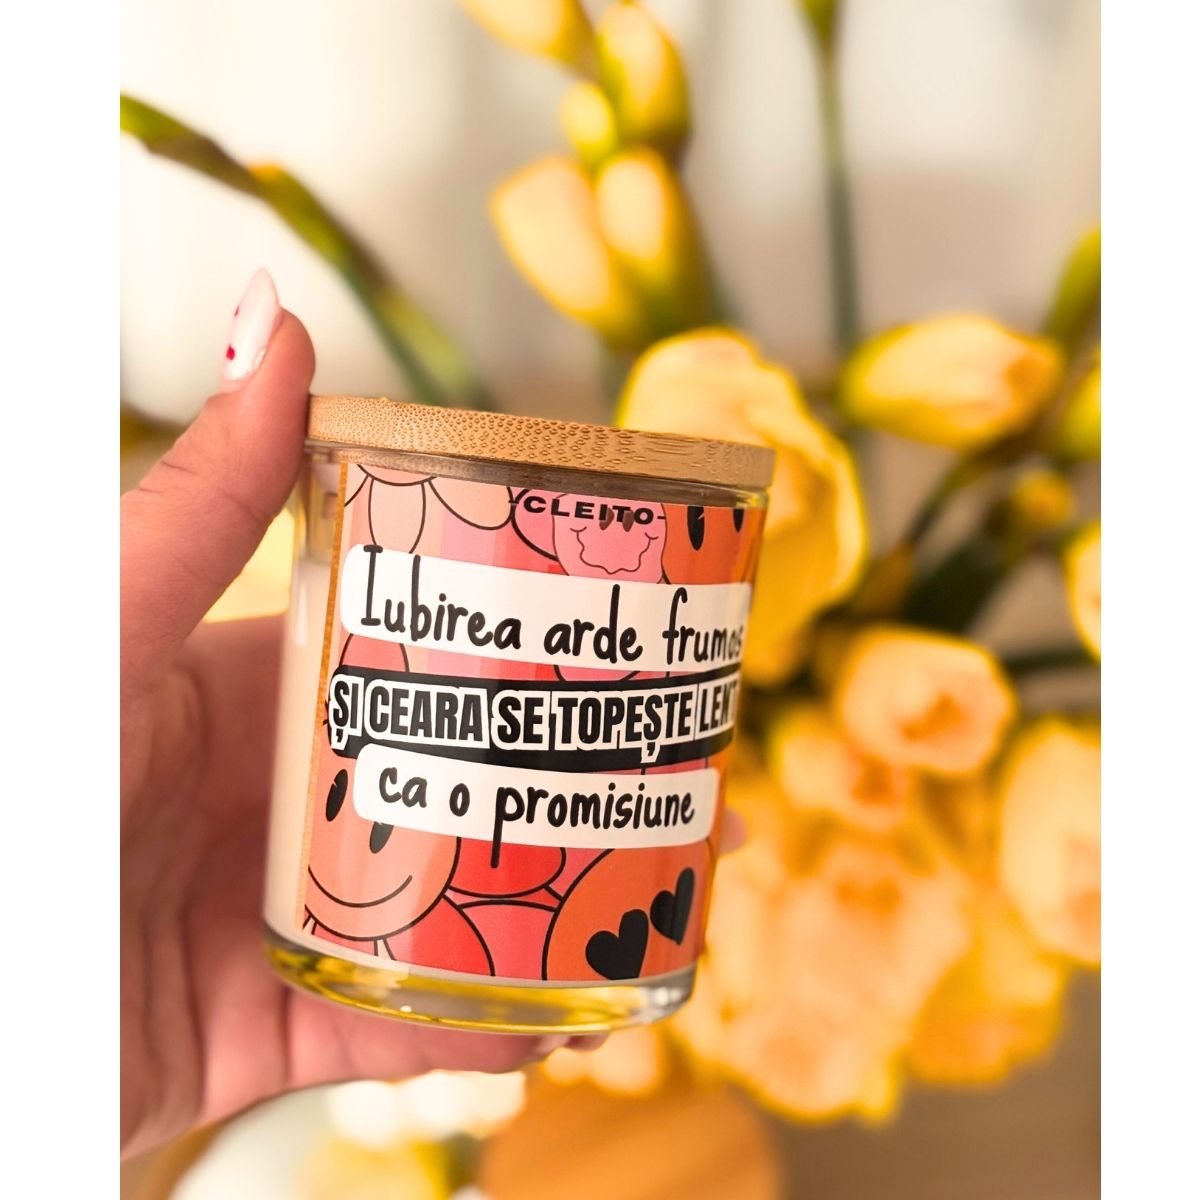 CLEITO
Iubirea arde frumos
ȘI CEARA SE TOPEȘTE LENT
ca o promisiune